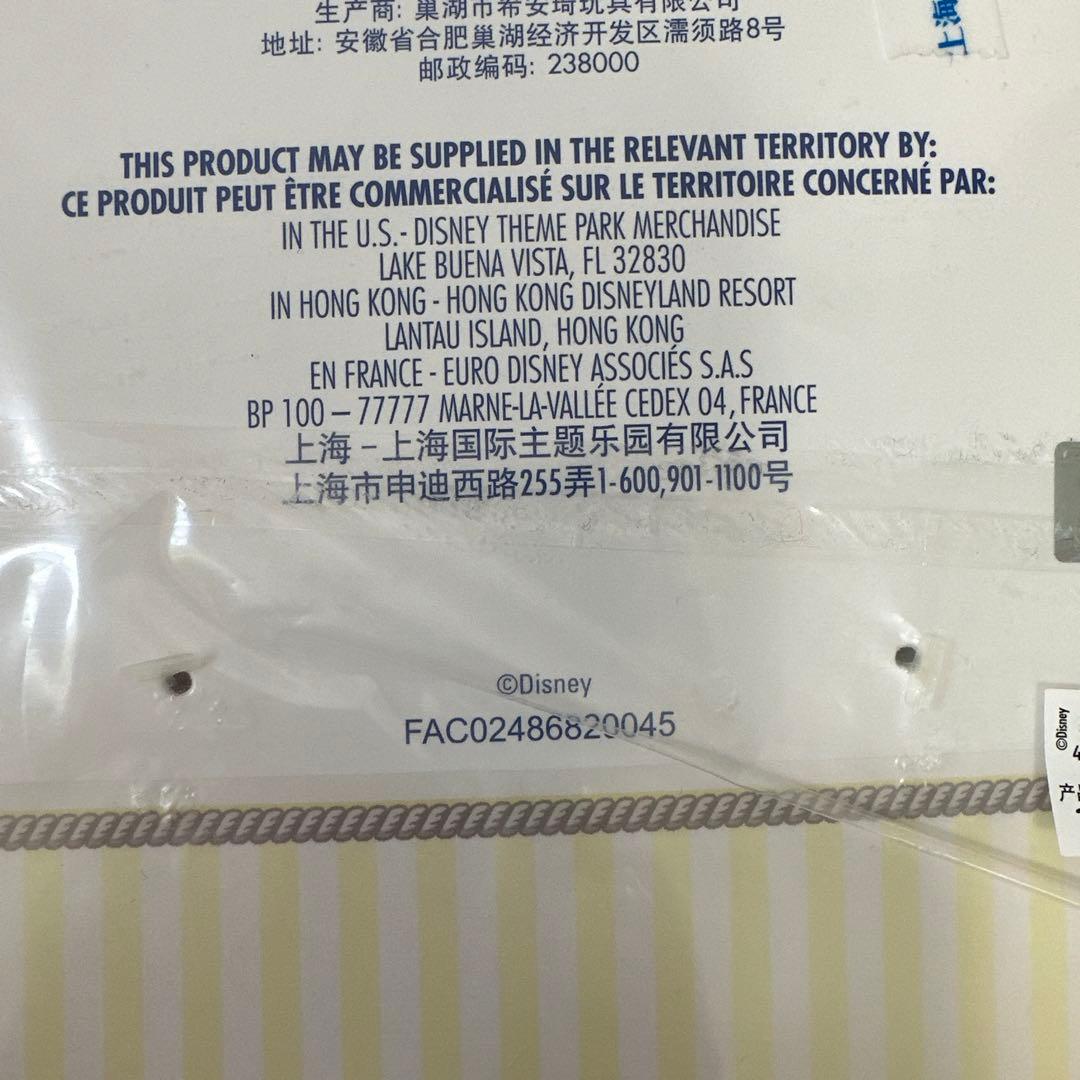 生产商: 巢湖市希安琦玩具有限公司
地址: 安徽省合肥巢湖经济开发区濡须路8号
邮政编码: 238000
上海
THIS PRODUCT MAY BE SUPPLIED IN THE RELEVANT TERRITORY BY:
CE PRODUIT PEUT ÊTRE COMMERCIALISÉ SUR LE TERRITOIRE CONCERNÉ PAR:
IN THE U.S.- DISNEY THEME PARK MERCHANDISE
LAKE BUENA VISTA, FL 32830
IN HONG KONG - HONG KONG DISNEYLAND RESORT
LANTAU ISLAND, HONG KONG
EN FRANCE - EURO DISNEY ASSOCIÉS S.A.S
BP 100 – 77777 MARNE-LA-VALLÉE CEDEX 04, FRANCE
上海 – 上海国际主题乐园有限公司
上海市申迪西路255弄1-600,901-1100号
©Disney
FAC02486820045
©Disney